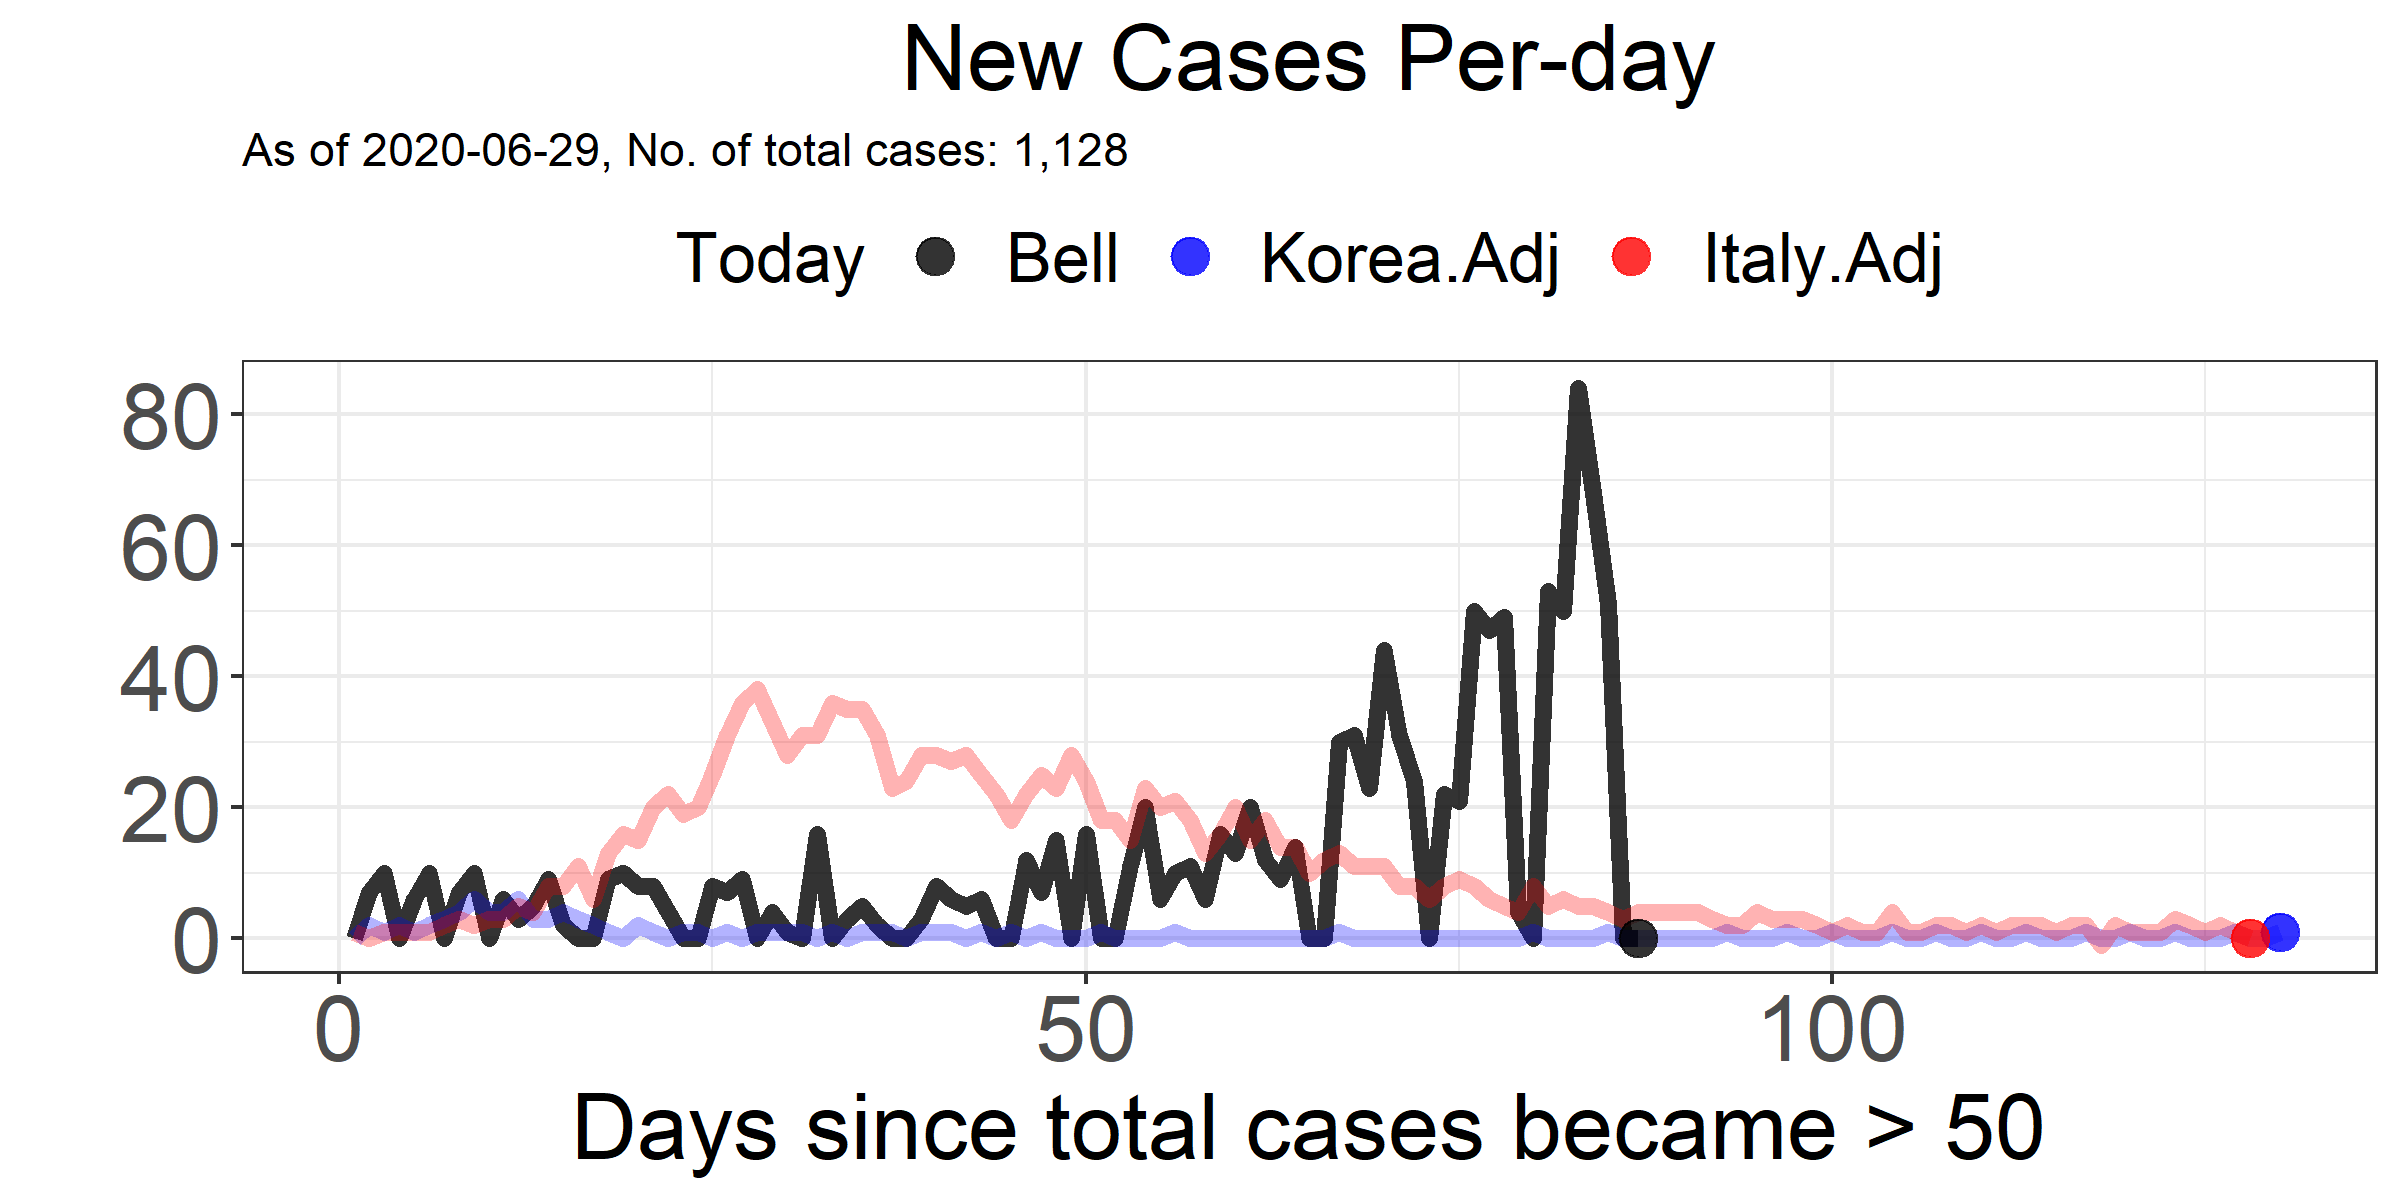 New Cases Per-day
As of 2020-06-29, No. of total cases: 1,128
Today Bell Korea.Adj Italy.Adj
80
60
40
20
0
0 50 100
Days since total cases became > 50